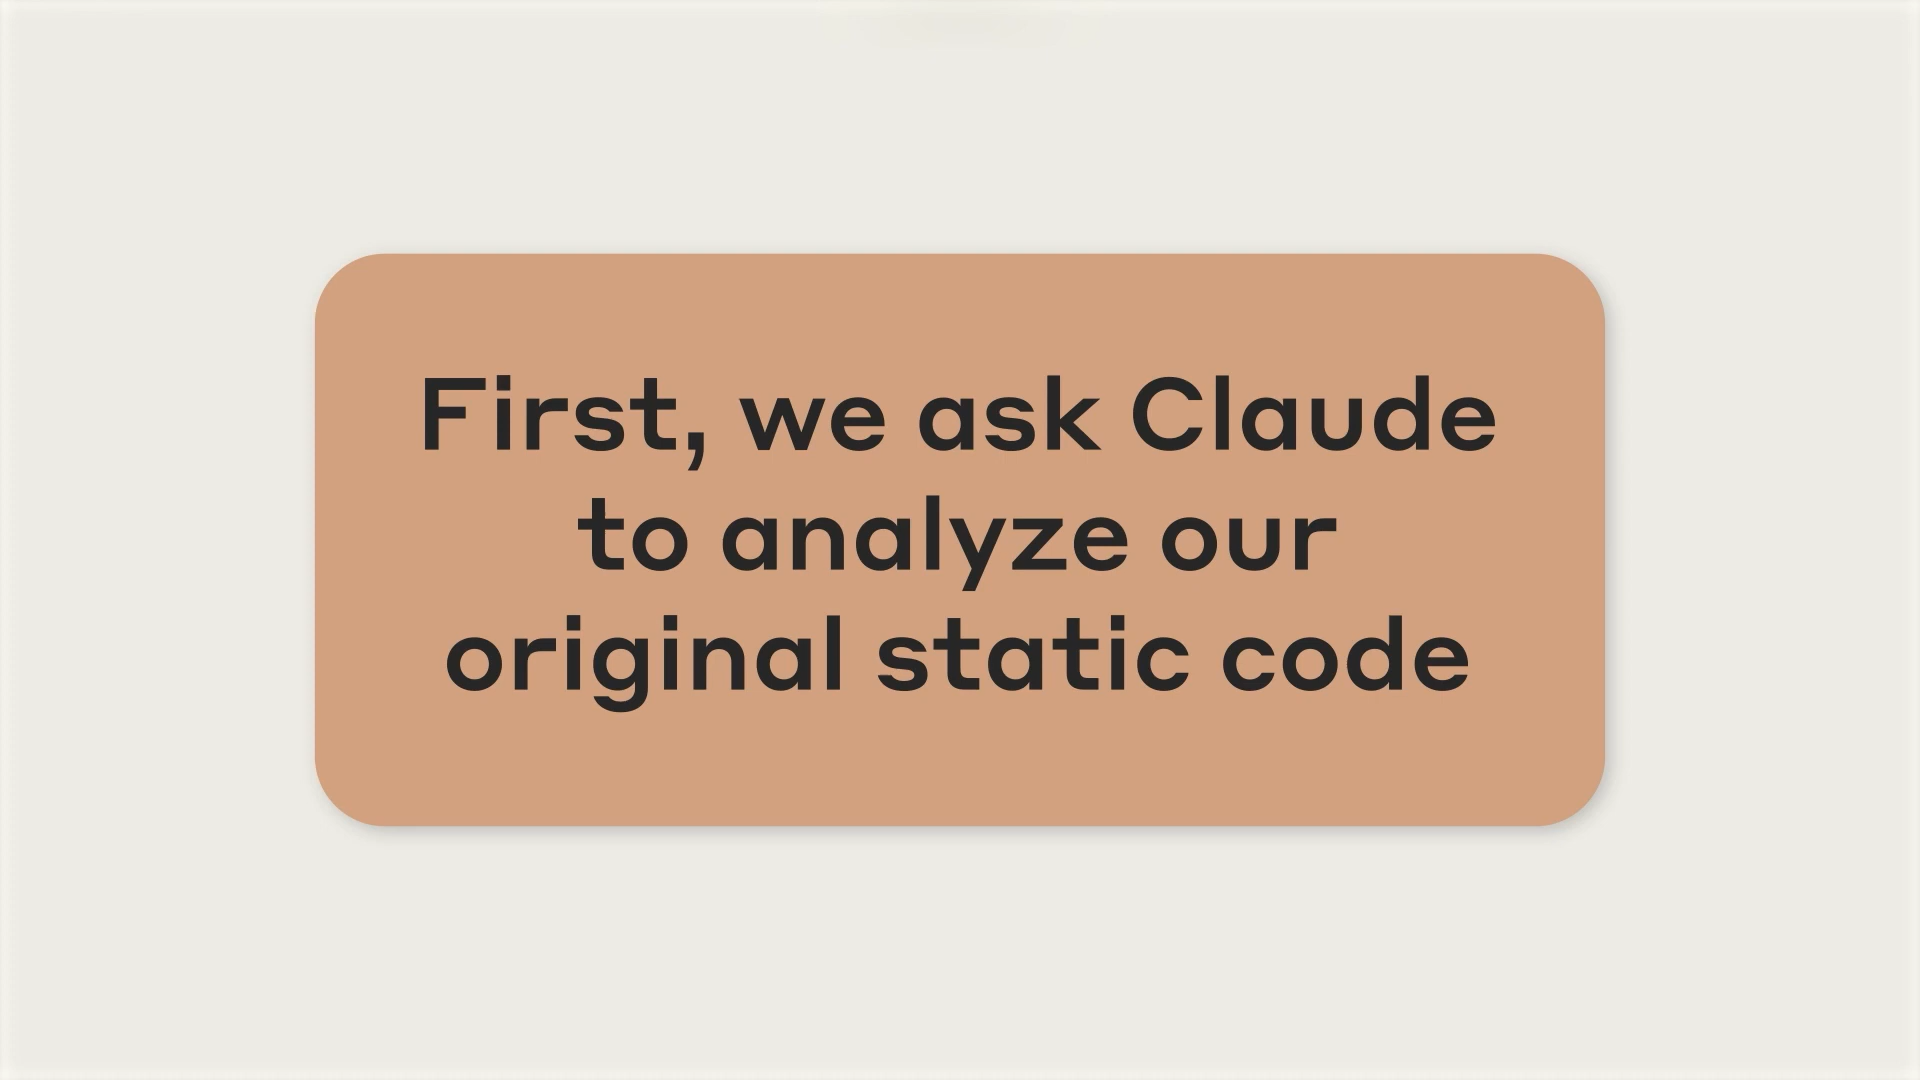 First, we ask Claude
to analyze our
original static code